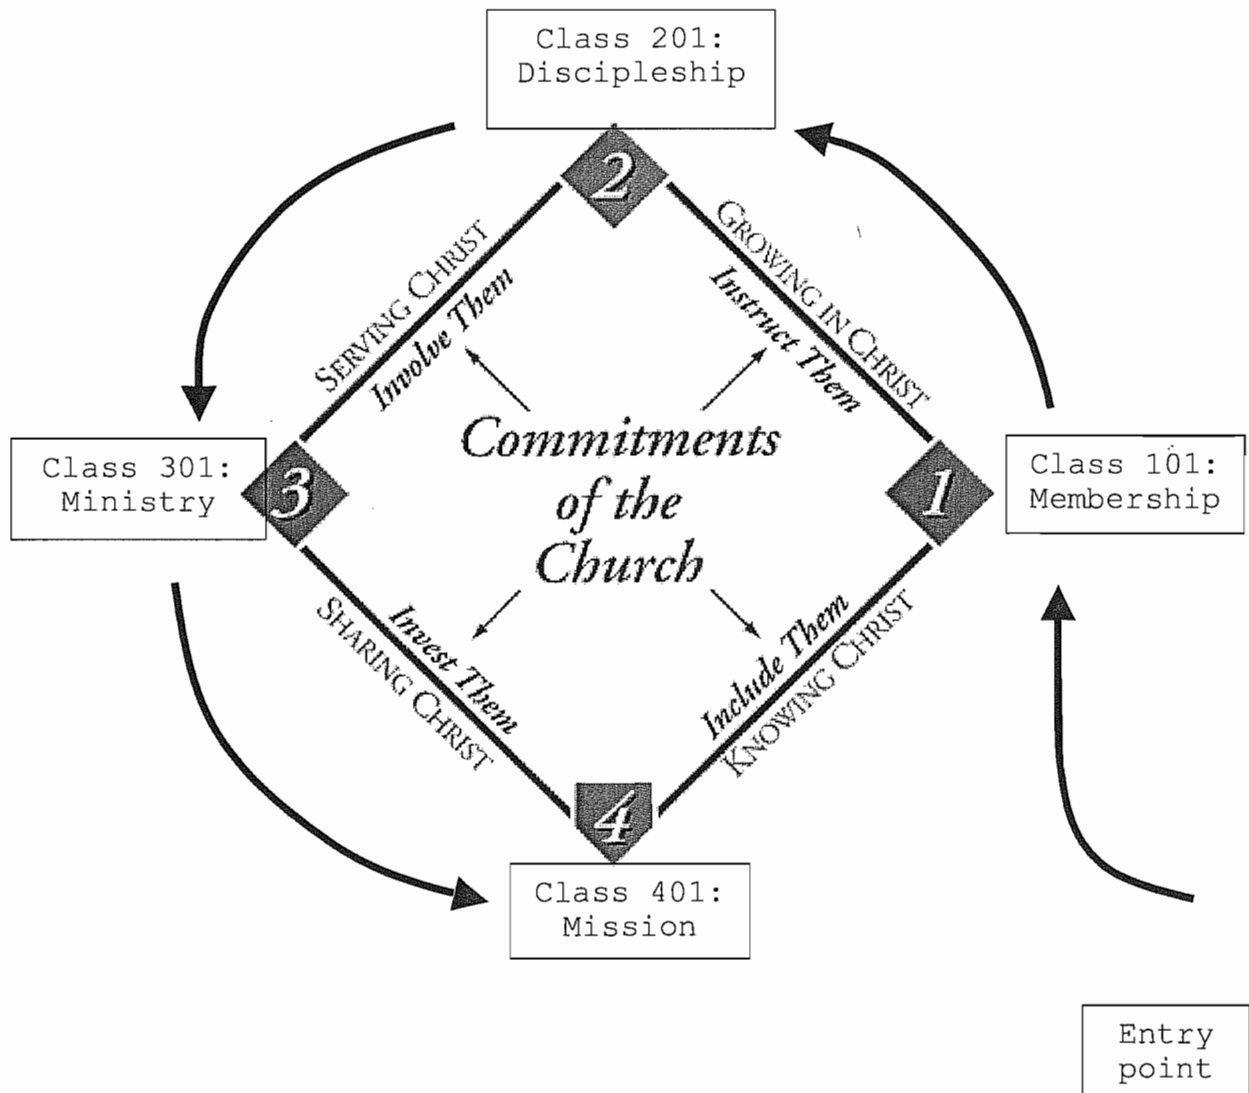 Class 201:
Discipleship
2
GROWING IN CHRIST
Instruct Them
SERVING CHRIST
Involve Them
Commitments
of the
Church
Class 301:
Ministry
3
1
Class 101:
Membership
Invest Them
SHARING CHRIST
Include Them
KNOWING CHRIST
4
Class 401:
Mission
Entry
point